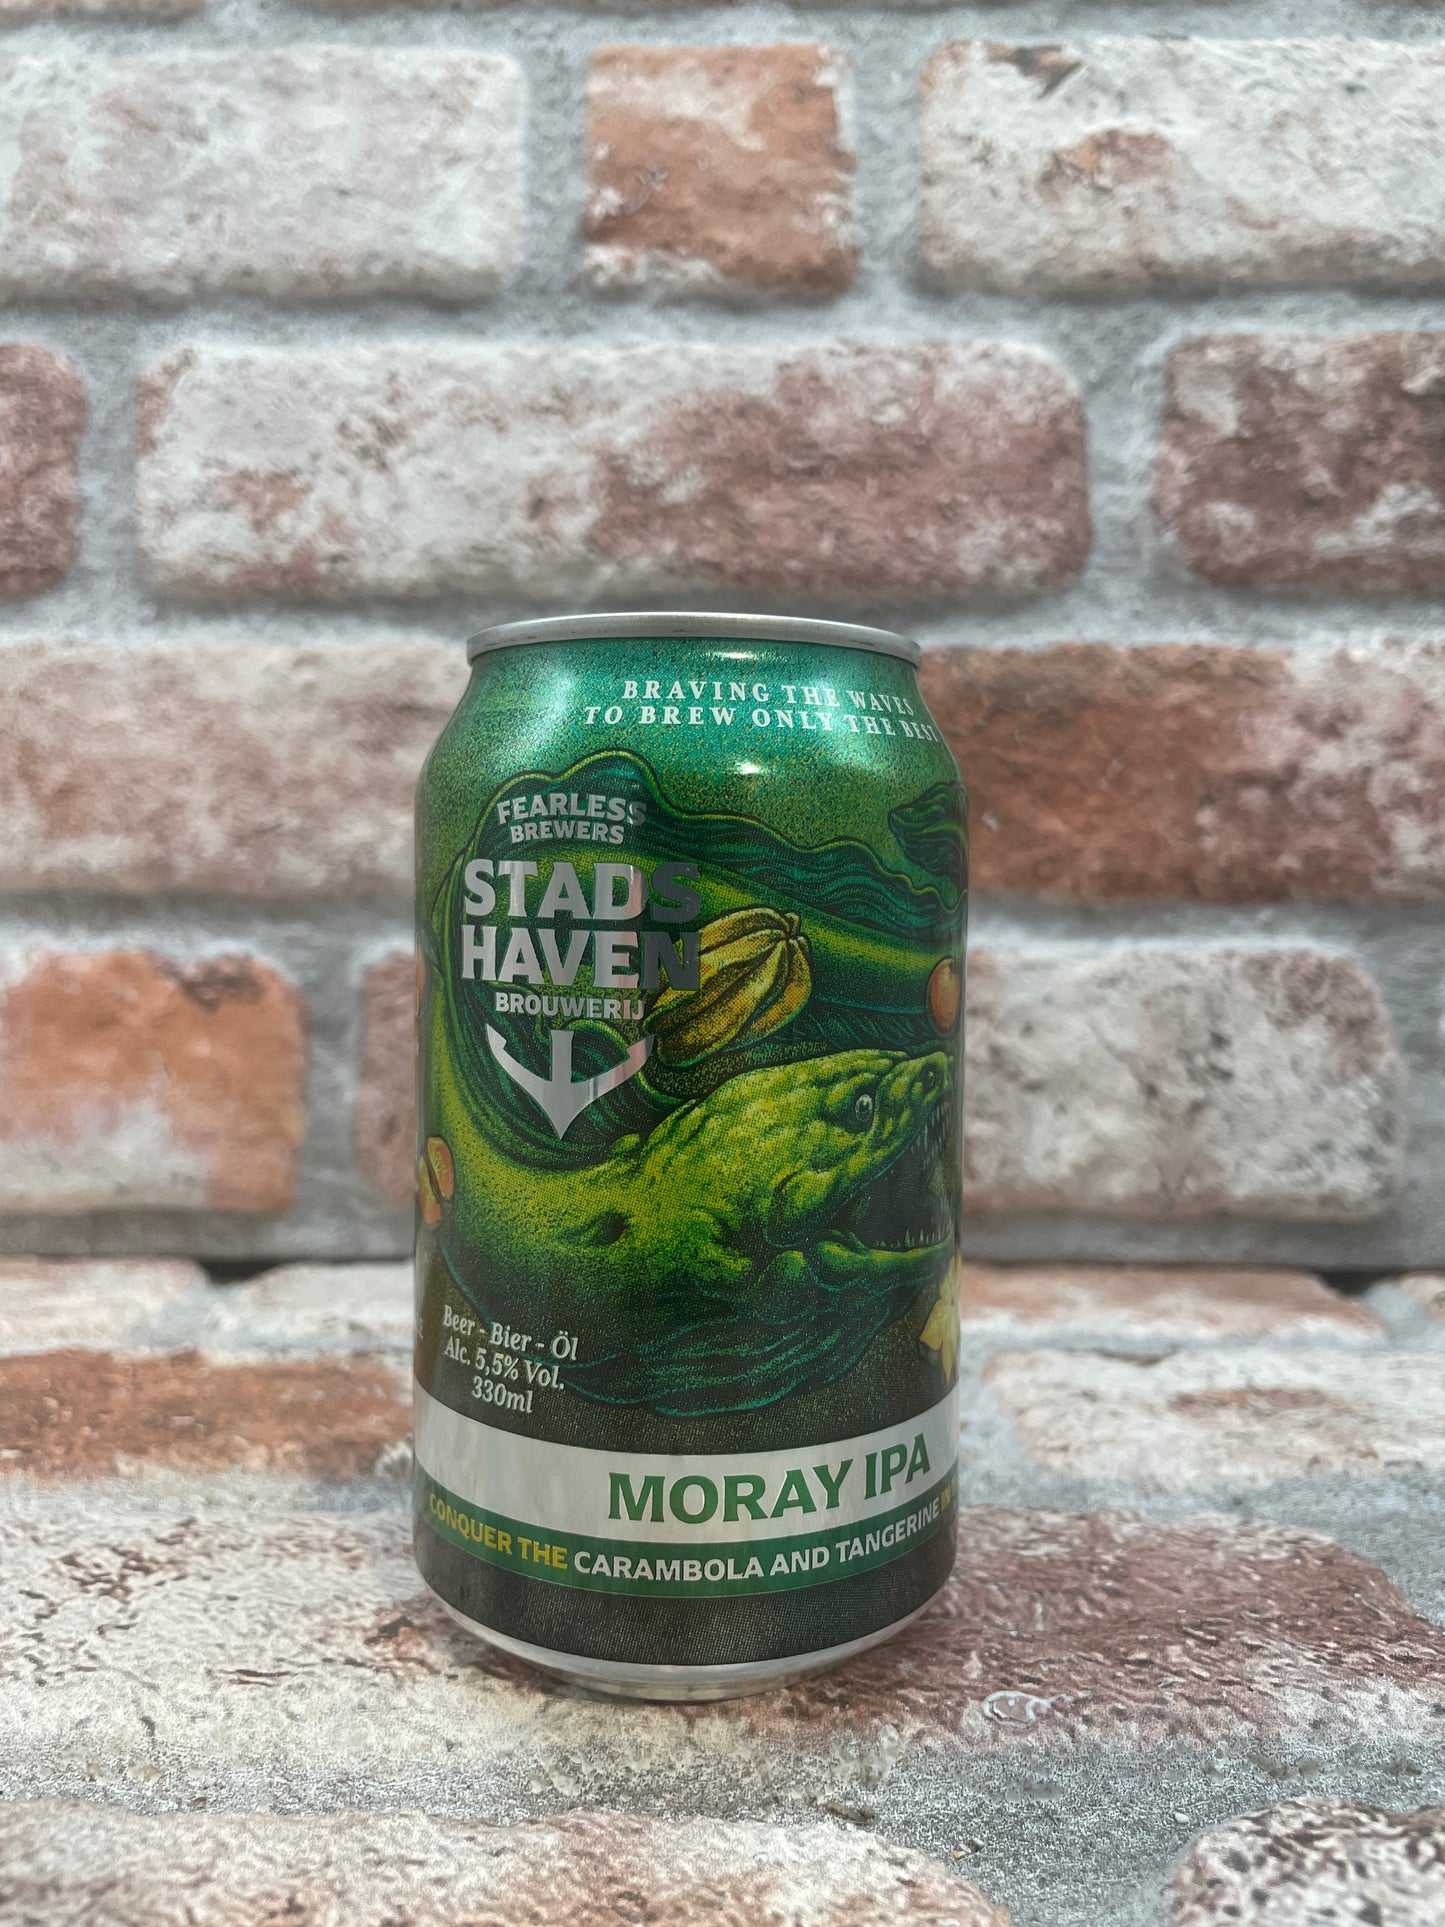 BRAVING THE WAVES
TO BREW ONLY THE BEST
FEARLESS
BREWERS
STADS
HAVEN
BROUWERIJ
Beer - Bier - Öl
Alc. 5,5% Vol.
330ml
MORAY IPA
CONQUER THE CARAMBOLA AND TANGERINE IN